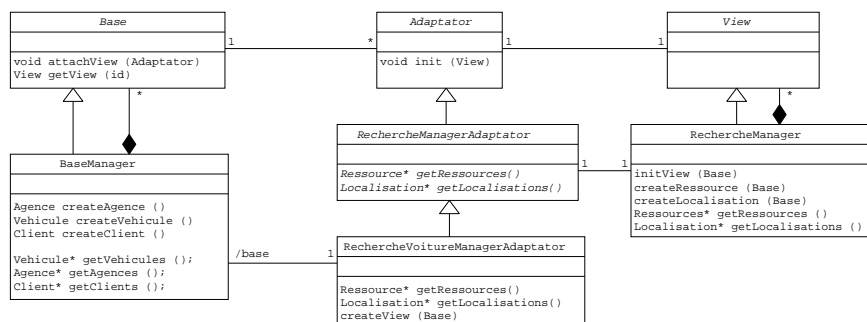 Base
void attachView (Adaptator)
View getView (id)
1
*
Adaptator
void init (View)
1
1
View
*
*
BaseManager
Agence createAgence ()
Vehicule createVehicule ()
Client createClient ()
Vehicule* getVehicules ();
Agence* getAgences ();
Client* getClients ();
RechercheManagerAdaptator
Ressource* getRessources()
Localisation* getLocalisations()
1
1
RechercheManager
initView (Base)
createRessource (Base)
createLocalisation (Base)
Ressources* getRessources ()
Localisation* getLocalisations ()
/base
1
RechercheVoitureManagerAdaptator
Ressource* getRessources()
Localisation* getLocalisations()
createView (Base)